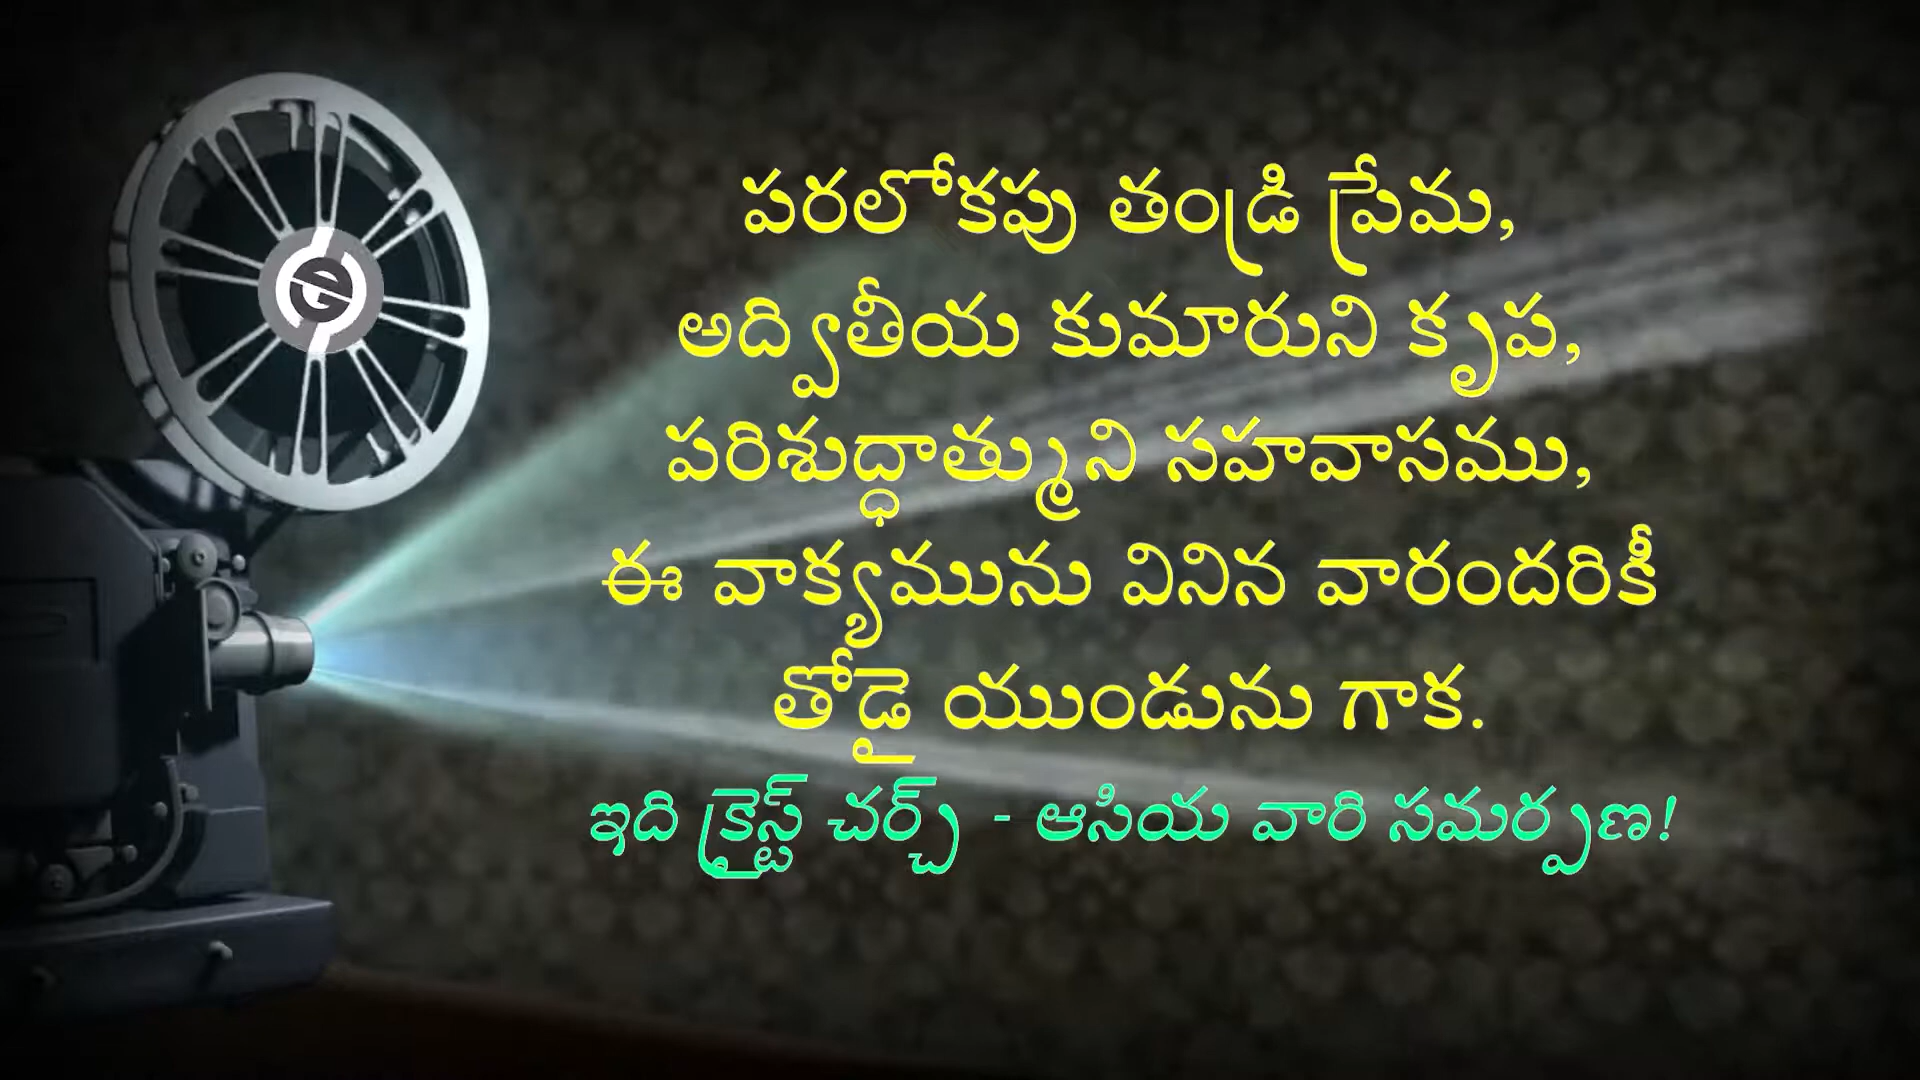 పరలోకపు తండ్రి ప్రేమ,
అద్వితీయ కుమారుని కృప,
పరిశుద్ధాత్ముని సహవాసము,
ఈ వాక్యమును వినిన వారందరికీ
తోడై యుండును గాక.
ఇది క్రైస్ట్ చర్చ్ - ఆసియ వారి సమర్పణ!